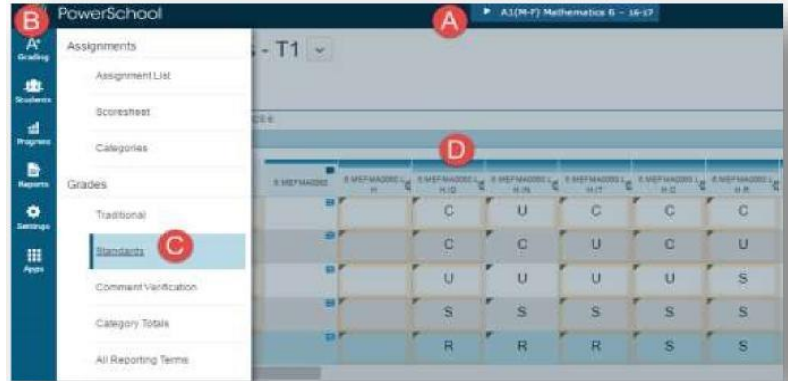 B PowerSchool A A1(M-F) Mathematics 6 - 16-17
A+
Grading
Students
Progress
Reports
Settings
Apps
Assignments
Assignment List
Scoresheet
Categories
Grades
Traditional
Standards C
Comment Verification
Category Totals
All Reporting Terms
- T1
D
C U C C C
C C U C U
U U U U S
S S S S S
R R R S S